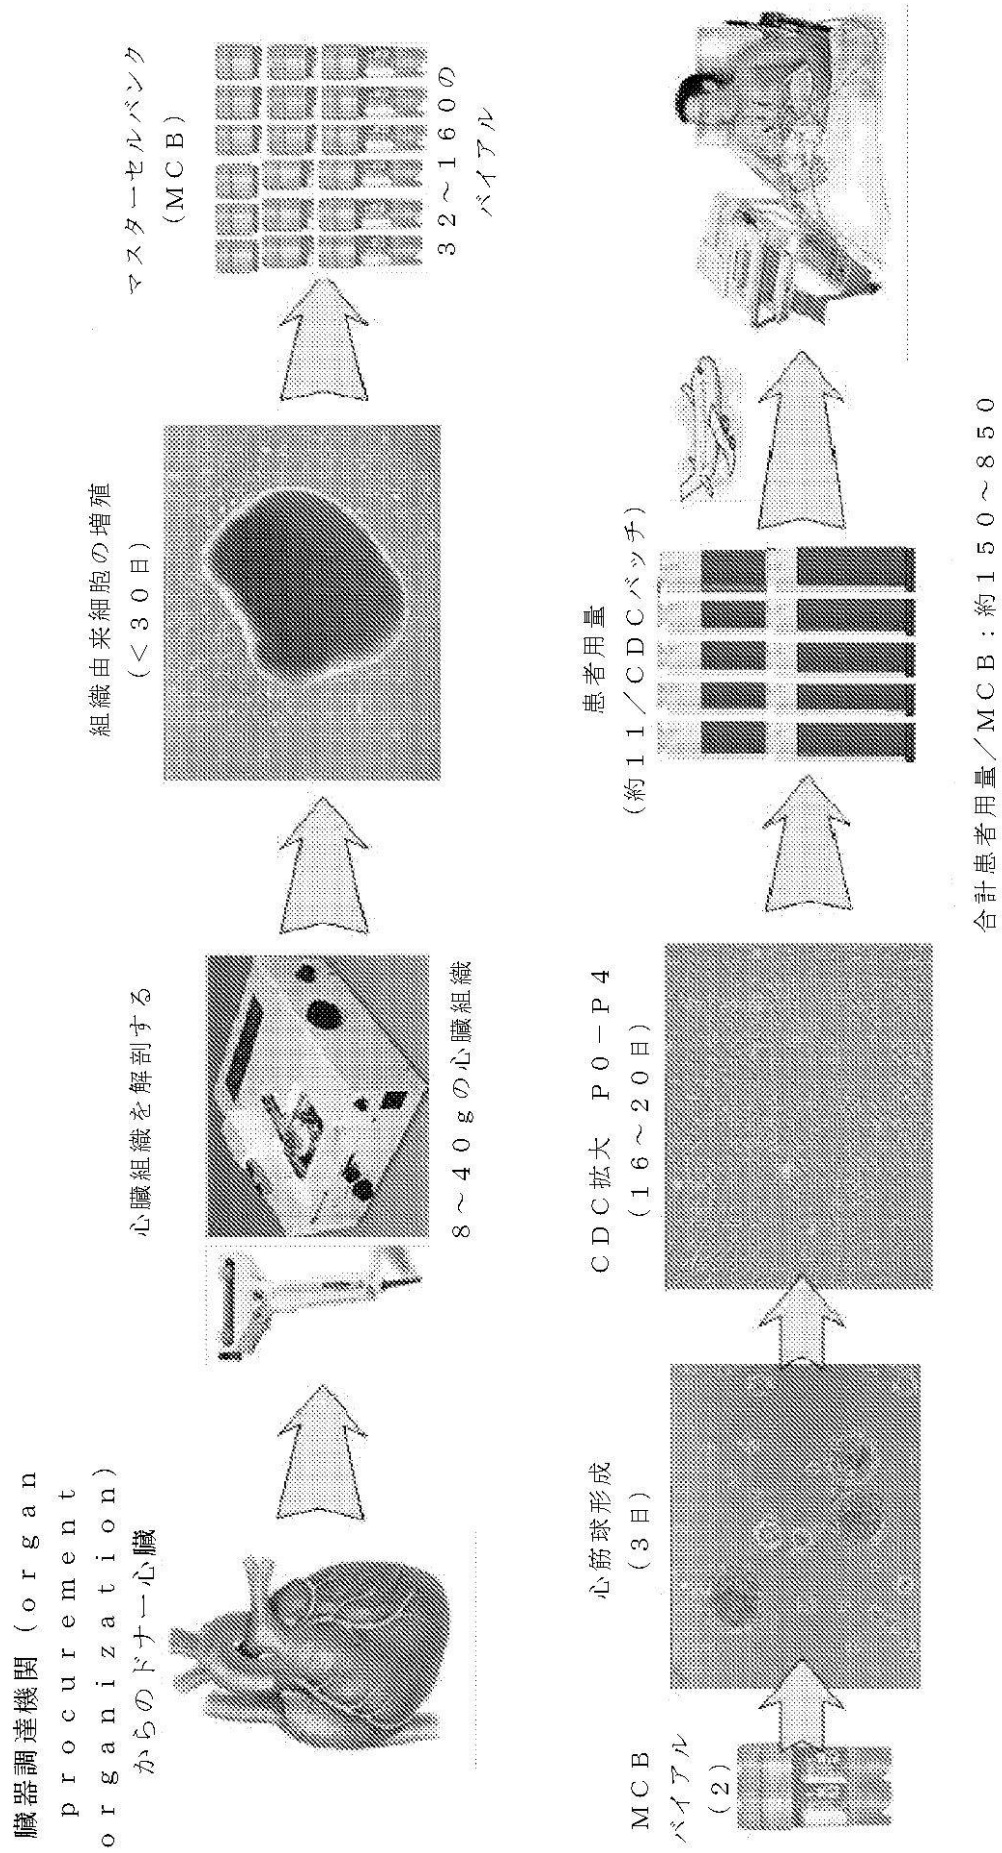 臓器調達機関（organ
procurement
organization）
からのドナー心臓
心臓組織を解剖する
8～40gの心臓組織
組織由来細胞の増殖
（＜30日）
マスターセルバンク
（MCB）
32～160の
バイアル
MCB
バイアル
（2）
心筋球形成
（3日）
CDC拡大 P0－P4
（16～20日）
患者用量
（約11／CDCバッチ）
合計患者用量／MCB：約150～850